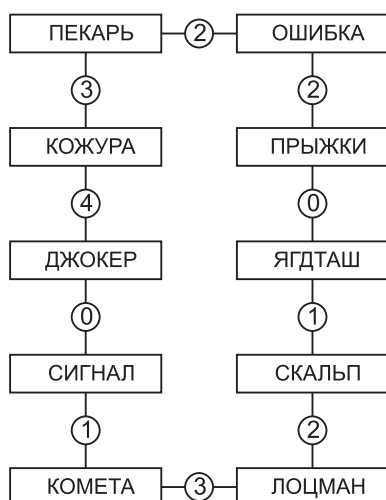 ПЕКАРЬ 2 ОШИБКА
3 2
КОЖУРА ПРЫЖКИ
4 0
ДЖОКЕР ЯГДТАШ
0 1
СИГНАЛ СКАЛЬП
1 2
КОМЕТА 3 ЛОЦМАН